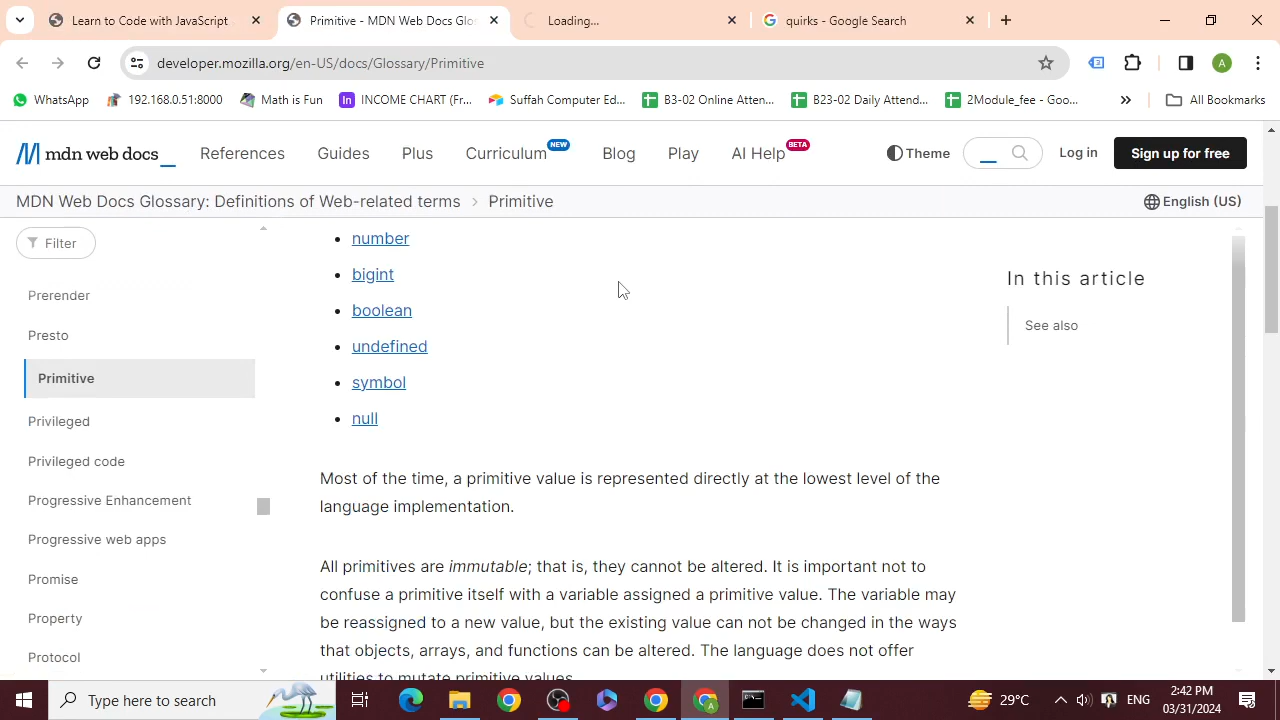 Learn to Code with JavaScript
Primitive - MDN Web Docs Glo
Loading...
quirks - Google Search
developer.mozilla.org/en-US/docs/Glossary/Primitive
A
WhatsApp
192.168.0.51:8000
Math is Fun
In INCOME CHART (Fr...
Suffah Computer Ed...
B3-02 Online Atten...
B23-02 Daily Attend...
2Module_fee - Goo...
All Bookmarks
mdn web docs
References
Guides
Plus
Curriculum NEW
Blog
Play
AI Help BETA
Theme
Log in
Sign up for free
MDN Web Docs Glossary: Definitions of Web-related terms > Primitive
English (US)
Filter
Prerender
Presto
Primitive
Privileged
Privileged code
Progressive Enhancement
Progressive web apps
Promise
Property
Protocol
• number
• bigint
• boolean
• undefined
• symbol
• null
Most of the time, a primitive value is represented directly at the lowest level of the
language implementation.
All primitives are immutable; that is, they cannot be altered. It is important not to
confuse a primitive itself with a variable assigned a primitive value. The variable may
be reassigned to a new value, but the existing value can not be changed in the ways
that objects, arrays, and functions can be altered. The language does not offer
utilities to mutate primitive values.
In this article
See also
Type here to search
29°C
ENG
2:42 PM
03/31/2024